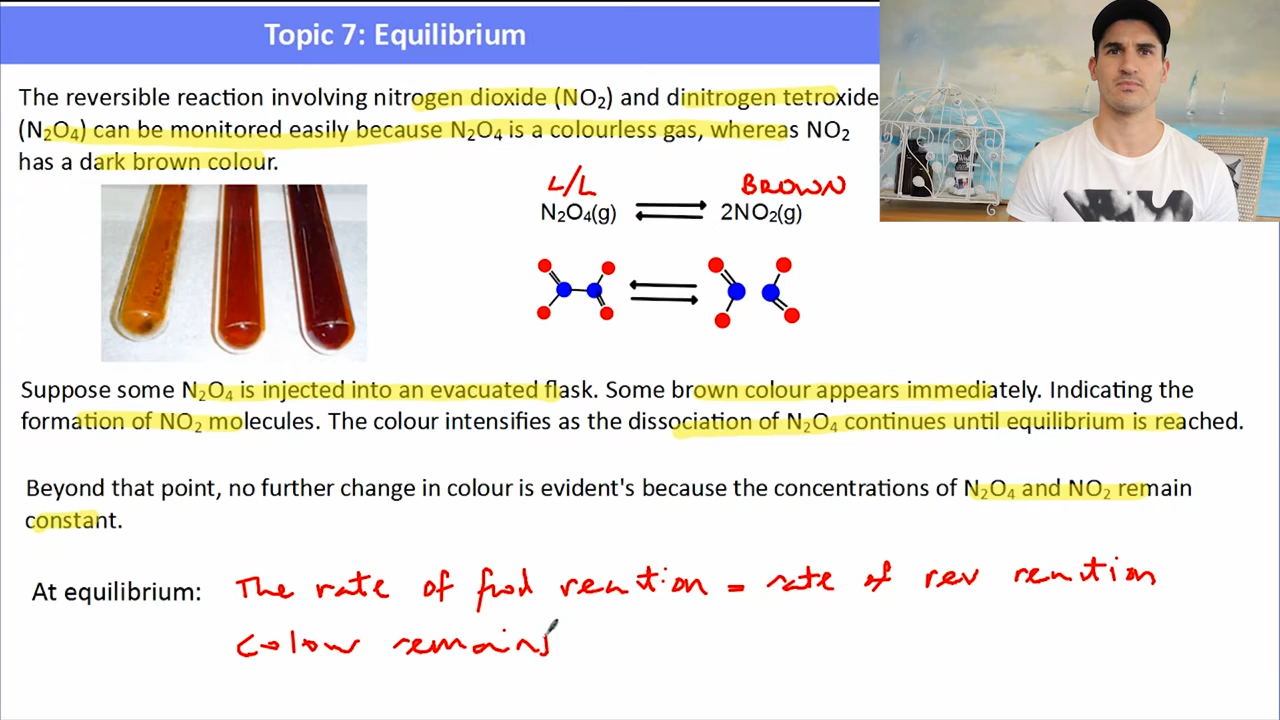 Topic 7: Equilibrium
The reversible reaction involving nitrogen dioxide (NO₂) and dinitrogen tetroxide
(N₂O₄) can be monitored easily because N₂O₄ is a colourless gas, whereas NO₂
has a dark brown colour.
L/L BROWN
N₂O₄(g) ⇌ 2NO₂(g)
Suppose some N₂O₄ is injected into an evacuated flask. Some brown colour appears immediately. Indicating the
formation of NO₂ molecules. The colour intensifies as the dissociation of N₂O₄ continues until equilibrium is reached.
Beyond that point, no further change in colour is evident's because the concentrations of N₂O₄ and NO₂ remain
constant.
At equilibrium: The rate of fwd reaction = rate of rev reaction
Colour remains